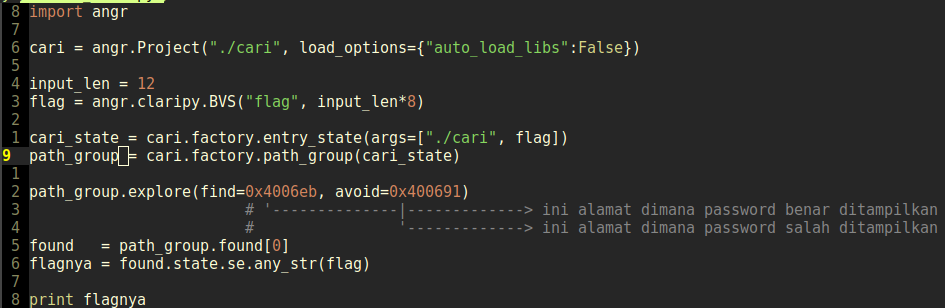 8 import angr
7
6 cari = angr.Project("./cari", load_options={"auto_load_libs":False})
5
4 input_len = 12
3 flag = angr.claripy.BVS("flag", input_len*8)
2
1 cari_state = cari.factory.entry_state(args=["./cari", flag])
9 path_group = cari.factory.path_group(cari_state)
1
2 path_group.explore(find=0x4006eb, avoid=0x400691)
3 # '--------------|-------------> ini alamat dimana password benar ditampilkan
4 # '-------------> ini alamat dimana password salah ditampilkan
5 found   = path_group.found[0]
6 flagnya = found.state.se.any_str(flag)
7
8 print flagnya